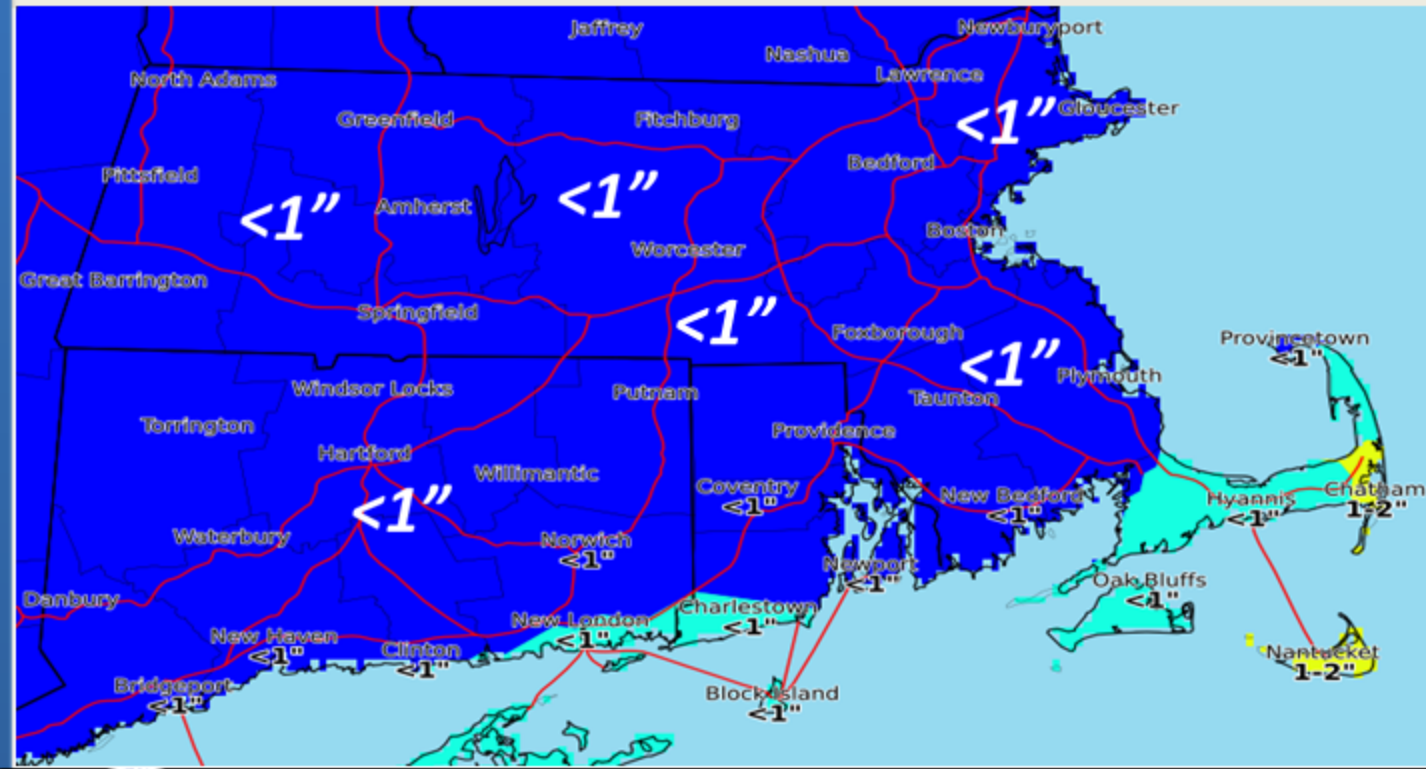 Jaffrey
Newburyport
Nashua
Lawrence
North Adams
Gloucester
<1”
Greenfield
Fitchburg
Bedford
Pittsfield
<1”
<1”
Amherst
Boston
Worcester
Great Barrington
Springfield
<1”
Foxborough
Provincetown
<1"
<1”
Plymouth
Windsor Locks
Putnam
Taunton
Torrington
Providence
Hartford
Willimantic
Coventry
<1"
New Bedford
<1"
Hyannis
<1"
Chatham
1-2"
<1”
Waterbury
Norwich
<1"
Newport
<1"
Oak Bluffs
<1"
Danbury
Charlestown
<1"
New London
<1"
New Haven
<1"
Clinton
<1"
Nantucket
1-2"
Bridgeport
<1"
Block Island
<1"